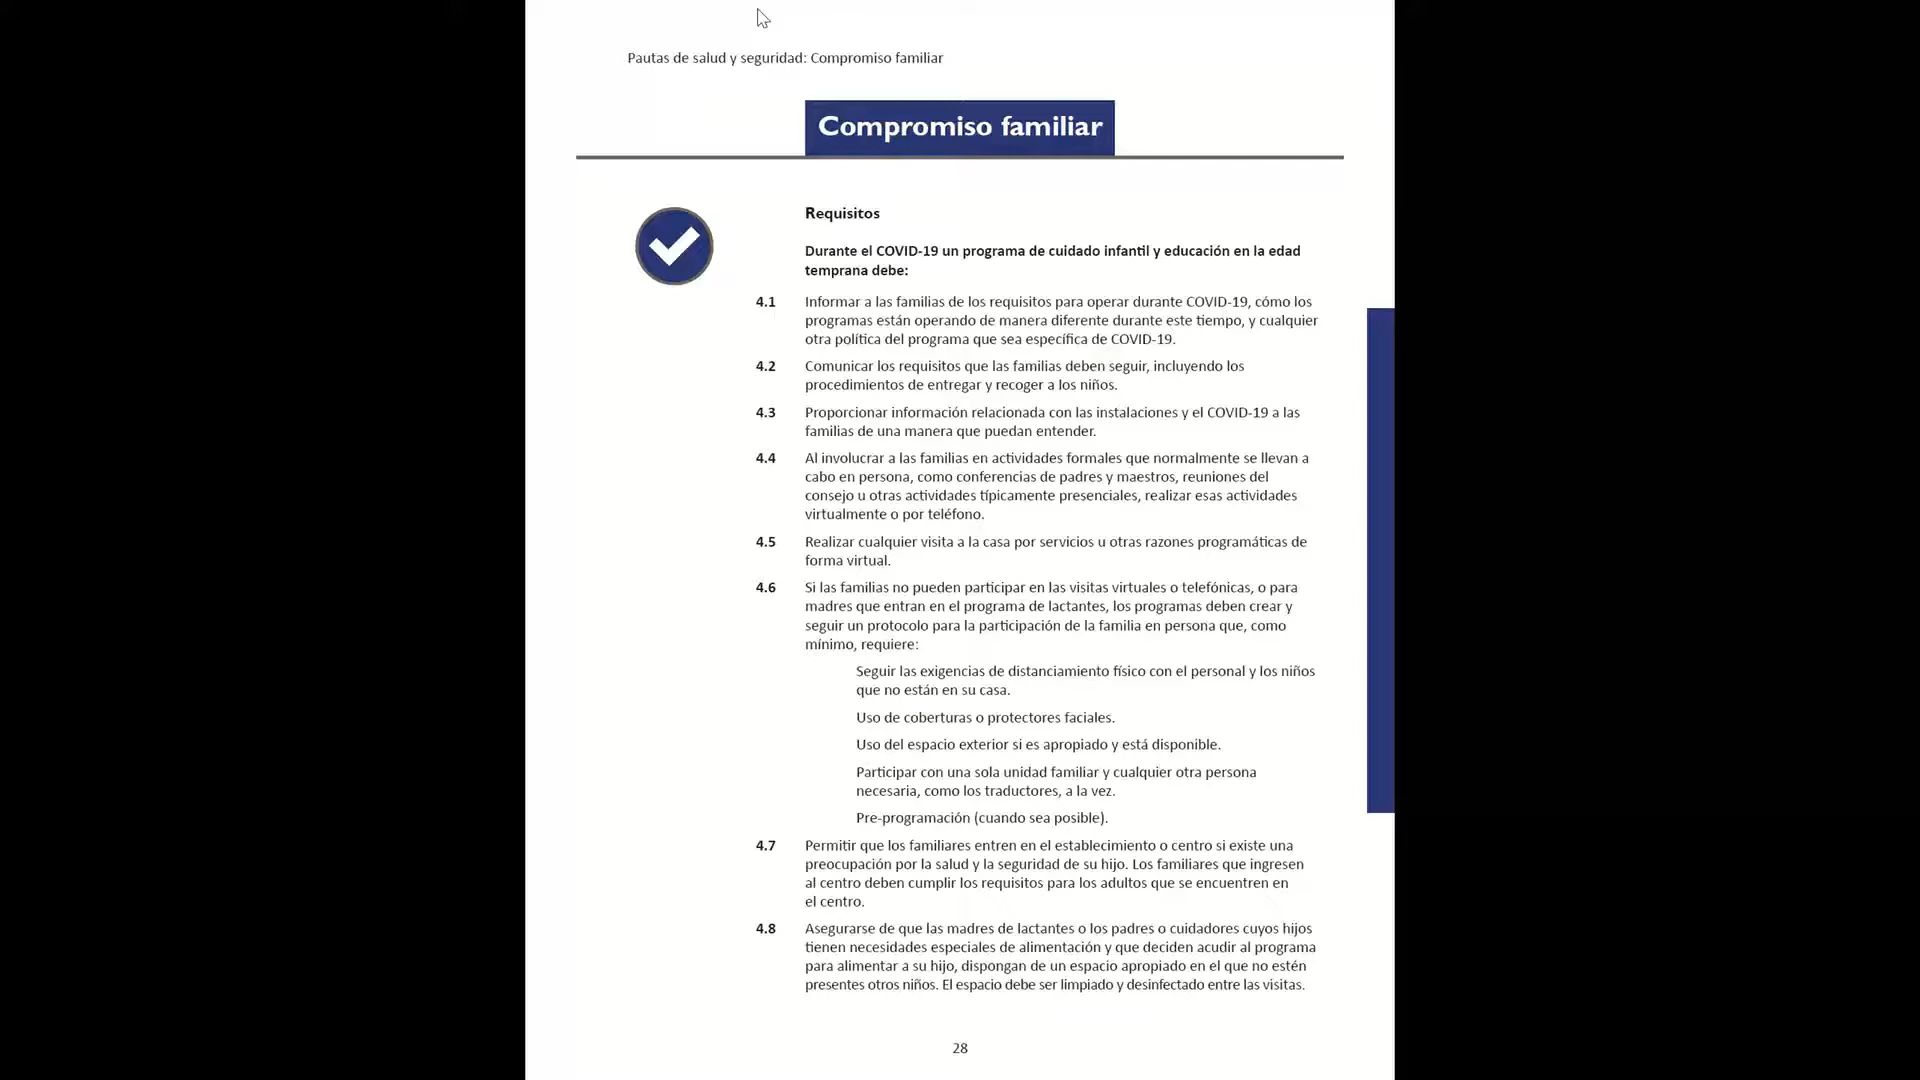 Pautas de salud y seguridad: Compromiso familiar
Compromiso familiar
Requisitos
Durante el COVID-19 un programa de cuidado infantil y educación en la edad
temprana debe:
4.1 Informar a las familias de los requisitos para operar durante COVID-19, cómo los
programas están operando de manera diferente durante este tiempo, y cualquier
otra política del programa que sea específica de COVID-19.
4.2 Comunicar los requisitos que las familias deben seguir, incluyendo los
procedimientos de entregar y recoger a los niños.
4.3 Proporcionar información relacionada con las instalaciones y el COVID-19 a las
familias de una manera que puedan entender.
4.4 Al involucrar a las familias en actividades formales que normalmente se llevan a
cabo en persona, como conferencias de padres y maestros, reuniones del
consejo u otras actividades típicamente presenciales, realizar esas actividades
virtualmente o por teléfono.
4.5 Realizar cualquier visita a la casa por servicios u otras razones programáticas de
forma virtual.
4.6 Si las familias no pueden participar en las visitas virtuales o telefónicas, o para
madres que entran en el programa de lactantes, los programas deben crear y
seguir un protocolo para la participación de la familia en persona que, como
mínimo, requiere:
Seguir las exigencias de distanciamiento físico con el personal y los niños
que no están en su casa.
Uso de coberturas o protectores faciales.
Uso del espacio exterior si es apropiado y está disponible.
Participar con una sola unidad familiar y cualquier otra persona
necesaria, como los traductores, a la vez.
Pre-programación (cuando sea posible).
4.7 Permitir que los familiares entren en el establecimiento o centro si existe una
preocupación por la salud y la seguridad de su hijo. Los familiares que ingresen
al centro deben cumplir los requisitos para los adultos que se encuentren en
el centro.
4.8 Asegurarse de que las madres de lactantes o los padres o cuidadores cuyos hijos
tienen necesidades especiales de alimentación y que deciden acudir al programa
para alimentar a su hijo, dispongan de un espacio apropiado en el que no estén
presentes otros niños. El espacio debe ser limpiado y desinfectado entre las visitas.
28